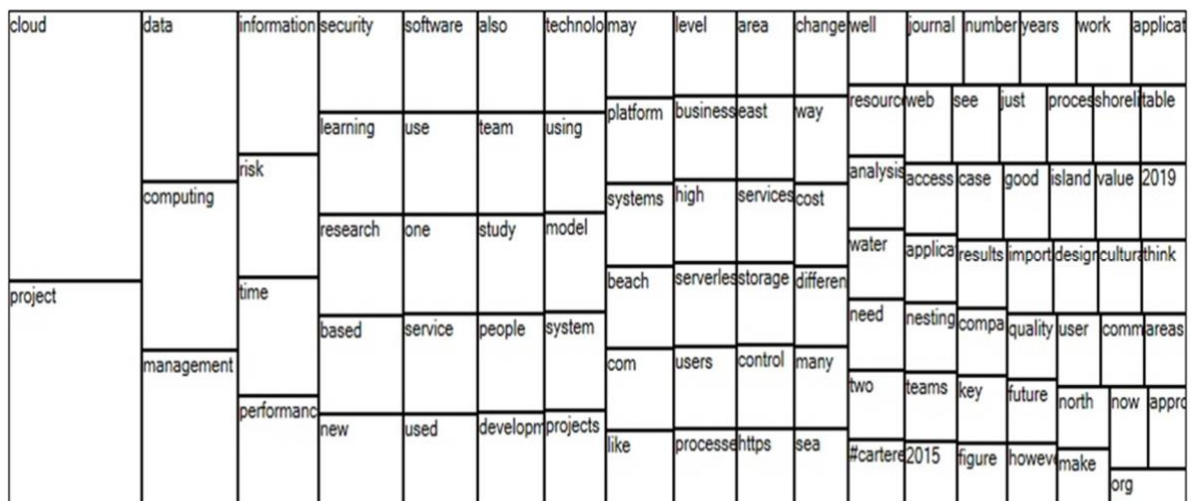 cloud data information security software also technolo may level area change well journal number years work applicat
resourc web see just proces shoreli table
platform business east way
learning use team using
risk analysis access case good island value 2019
computing systems high services cost
research one study model
water applica results import design cultura think
beach serverles storage differen
project time
need nesting compa quality user comm areas
based service people system
management com users control many
two teams key future north now appro
performanc
new used developm projects
like processe https sea
#cartere 2015 figure howeve make
org